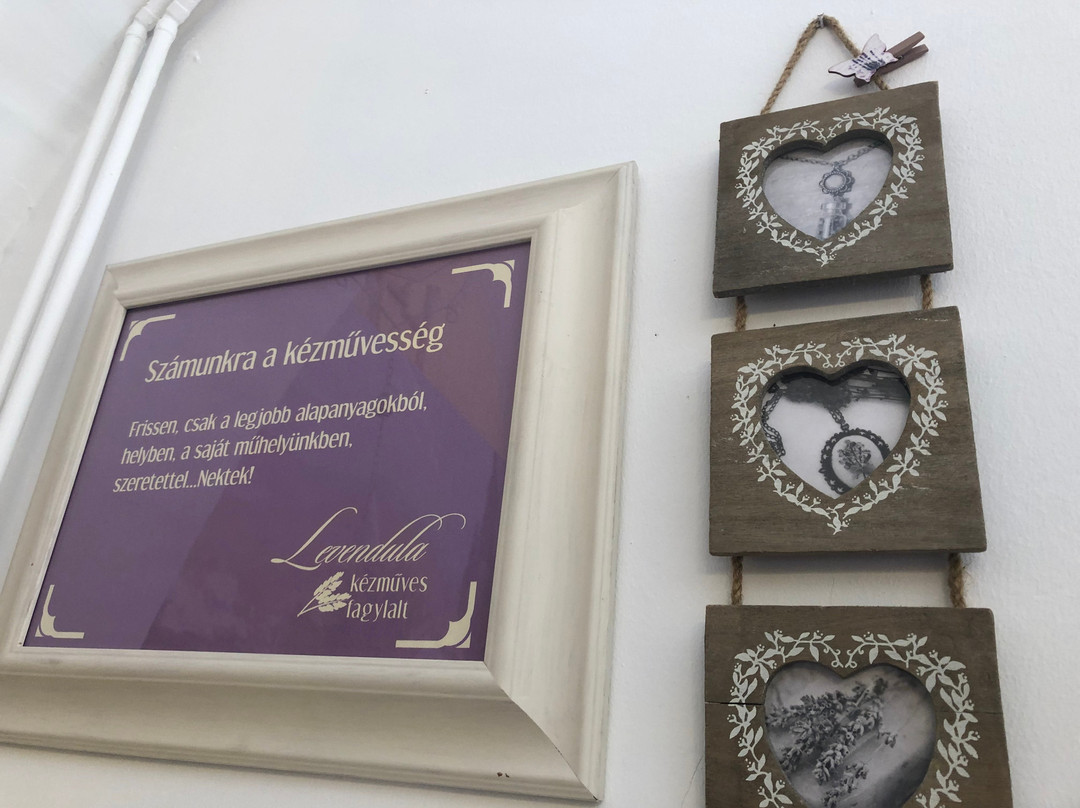 Számunkra a kézművesség
Frissen, csak a legjobb alapanyagokból,
helyben, a saját műhelyünkben,
szeretettel...Nektek!
Levendula
kézműves
fagylalt